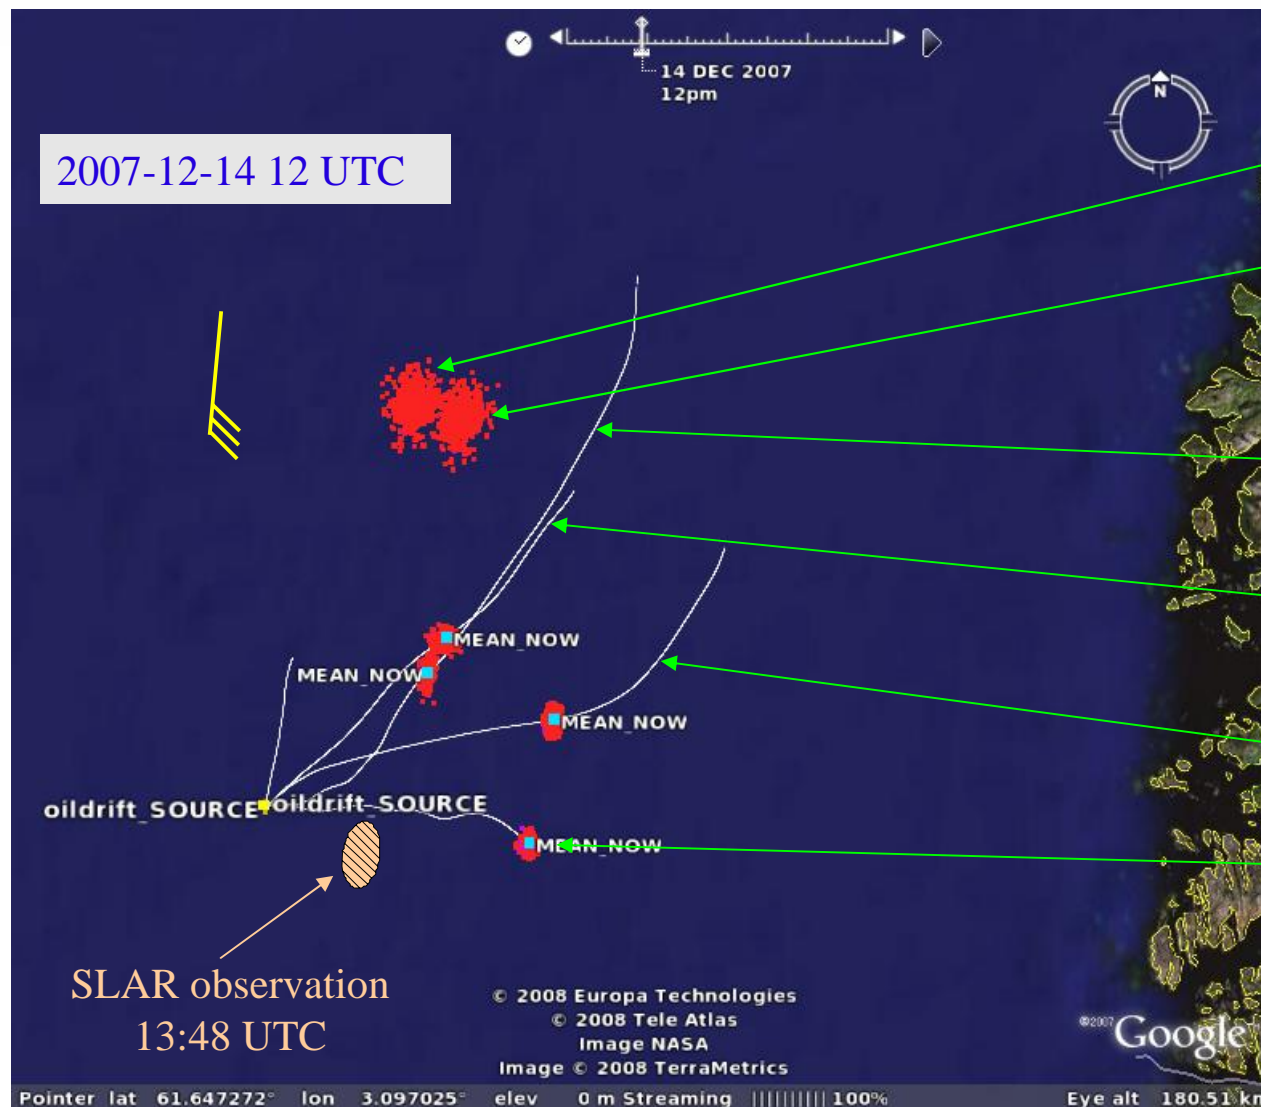 14 DEC 2007
12pm
N
2007-12-14 12 UTC
MEAN_NOW
MEAN_NOW
MEAN_NOW
oildrift_SOURCE oildrift_SOURCE
MEAN_NOW
SLAR observation
13:48 UTC
© 2008 Europa Technologies
© 2008 Tele Atlas
Image NASA
Image © 2008 TerraMetrics
©2007 Google
Pointer lat 61.647272° lon 3.097025° elev 0 m Streaming |||||||||| 100% Eye alt 180.51 km